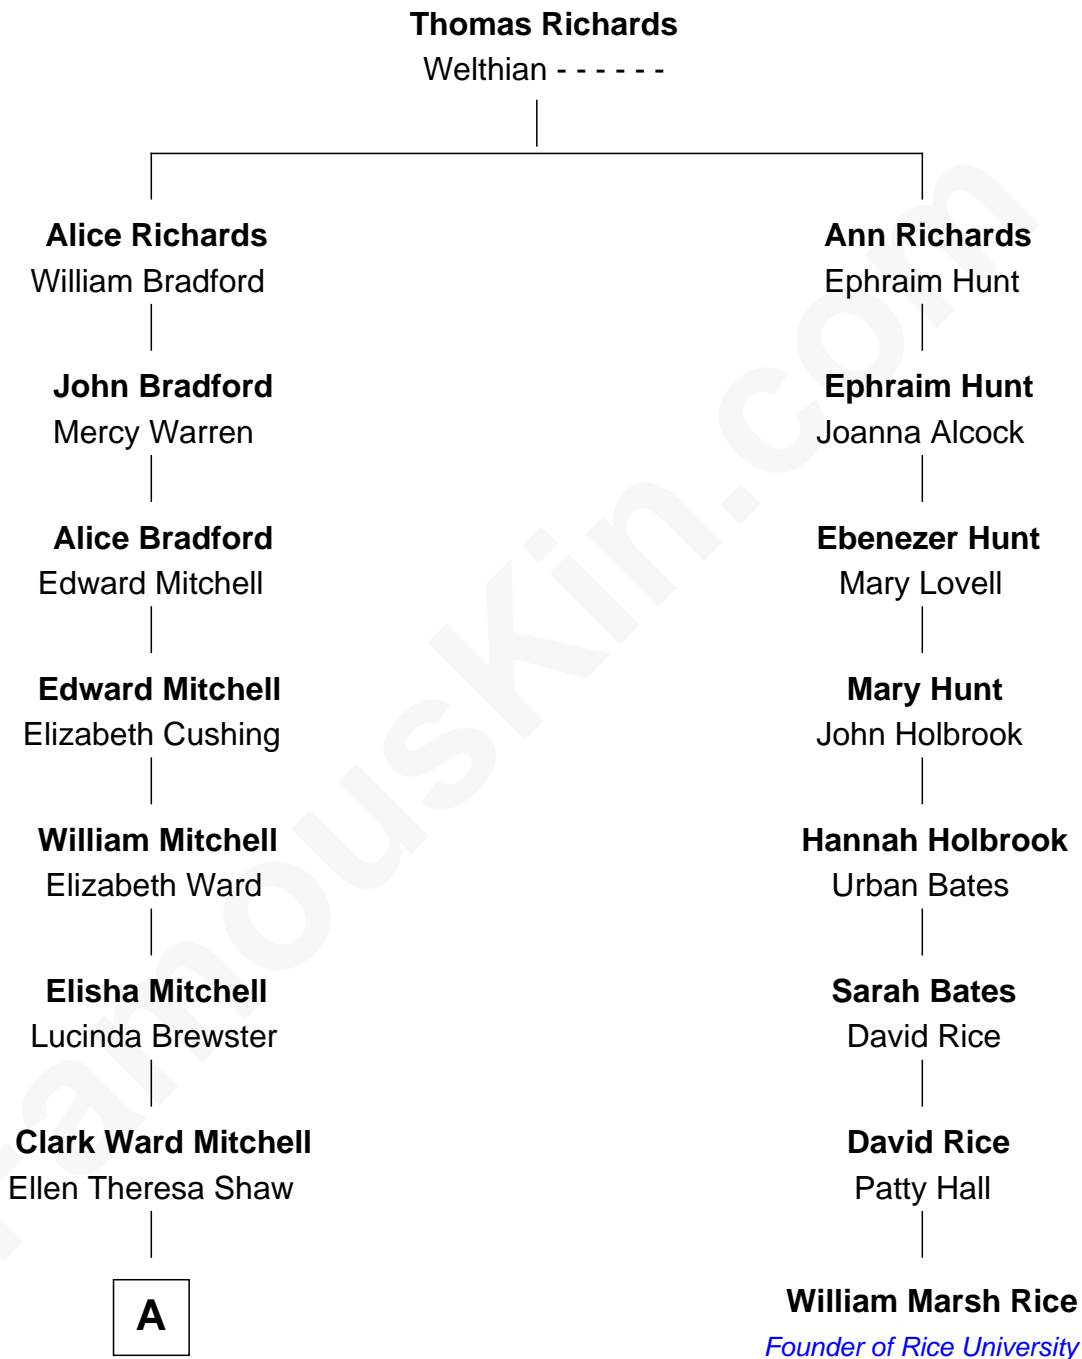 Thomas Richards
Welthian - - - - - -
Alice Richards
William Bradford
John Bradford
Mercy Warren
Alice Bradford
Edward Mitchell
Edward Mitchell
Elizabeth Cushing
William Mitchell
Elizabeth Ward
Elisha Mitchell
Lucinda Brewster
Clark Ward Mitchell
Ellen Theresa Shaw
A
Ann Richards
Ephraim Hunt
Ephraim Hunt
Joanna Alcock
Ebenezer Hunt
Mary Lovell
Mary Hunt
John Holbrook
Hannah Holbrook
Urban Bates
Sarah Bates
David Rice
David Rice
Patty Hall
William Marsh Rice
Founder of Rice University
FamousKin.com